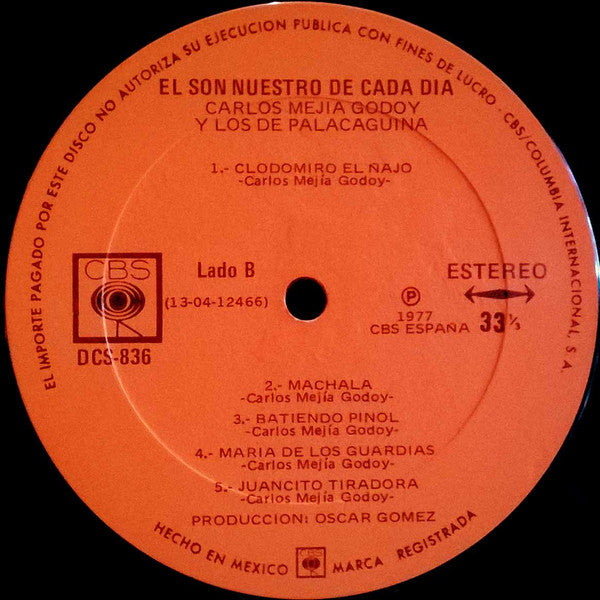 EL IMPORTE PAGADO POR ESTE DISCO NO AUTORIZA SU EJECUCION PUBLICA CON FINES DE LUCRO - CBS/COLUMBIA INTERNACIONAL, S.A.
EL SON NUESTRO DE CADA DIA
CARLOS MEJIA GODOY
Y LOS DE PALACAGUINA
1.- CLODOMIRO EL ÑAJO
-Carlos Mejía Godoy-
CBS
DCS-836
Lado B
(13-04-12466)
P
1977
CBS ESPAÑA
ESTEREO
33 1/3
2.- MACHALA
-Carlos Mejía Godoy-
3.- BATIENDO PINOL
-Carlos Mejía Godoy-
4.- MARIA DE LOS GUARDIAS
-Carlos Mejía Godoy-
5.- JUANCITO TIRADORA
-Carlos Mejía Godoy-
PRODUCCION: OSCAR GOMEZ
HECHO EN MEXICO CBS MARCA REGISTRADA